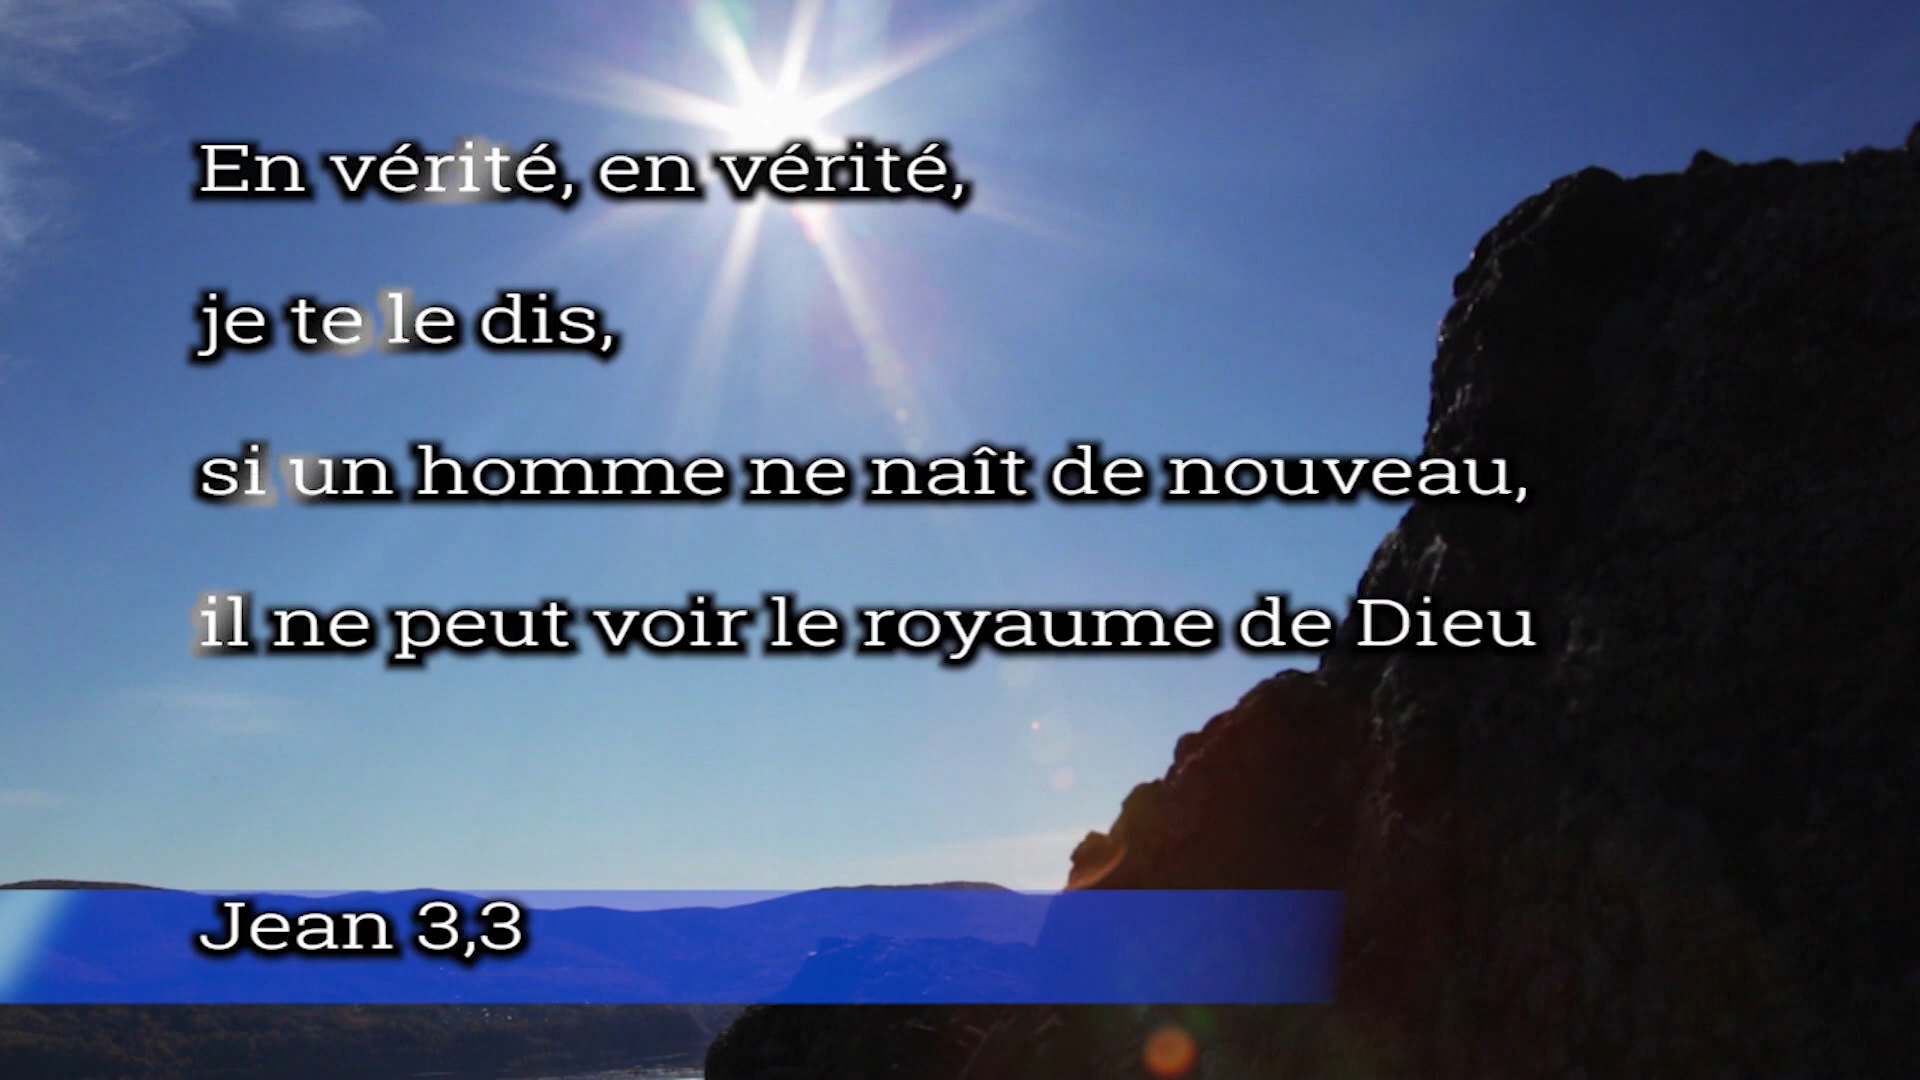 En vérité, en vérité,
je te le dis,
si un homme ne naît de nouveau,
il ne peut voir le royaume de Dieu
Jean 3,3